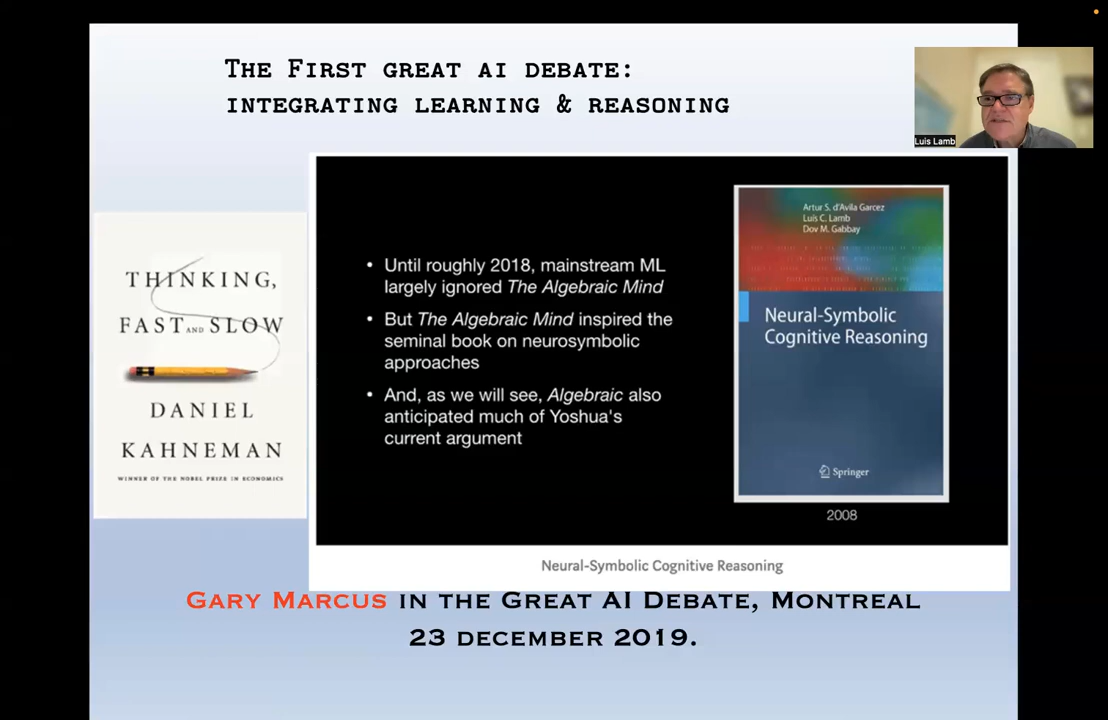 THE FIRST GREAT AI DEBATE:
INTEGRATING LEARNING & REASONING
Luis Lamb
THINKING,
FAST AND SLOW
DANIEL
KAHNEMAN
WINNER OF THE NOBEL PRIZE IN ECONOMICS
• Until roughly 2018, mainstream ML
largely ignored The Algebraic Mind
• But The Algebraic Mind inspired the
seminal book on neurosymbolic
approaches
• And, as we will see, Algebraic also
anticipated much of Yoshua's
current argument
Artur S. d'Avila Garcez
Luís C. Lamb
Dov M. Gabbay
Neural-Symbolic
Cognitive Reasoning
Springer
2008
Neural-Symbolic Cognitive Reasoning
GARY MARCUS IN THE GREAT AI DEBATE, MONTREAL
23 DECEMBER 2019.